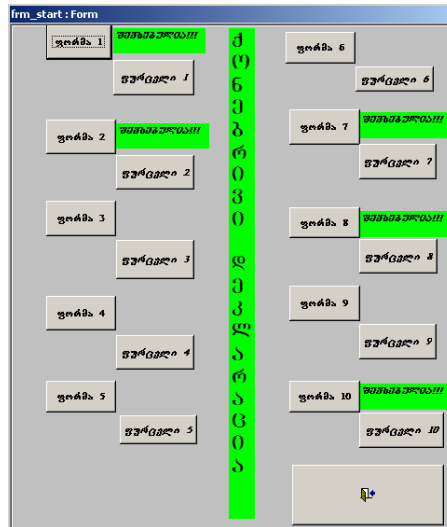 frm_start : Form
ფორმა 1
შევსებულია!!!
ფურცელი 1
ფორმა 2
შევსებულია!!!
ფურცელი 2
ფორმა 3
ფურცელი 3
ფორმა 4
ფურცელი 4
ფორმა 5
ფურცელი 5
ქონებრივი დეკლარაცია
ფორმა 6
ფურცელი 6
ფორმა 7
შევსებულია!!!
ფურცელი 7
ფორმა 8
შევსებულია!!!
ფურცელი 8
ფორმა 9
ფურცელი 9
ფორმა 10
შევსებულია!!!
ფურცელი 10